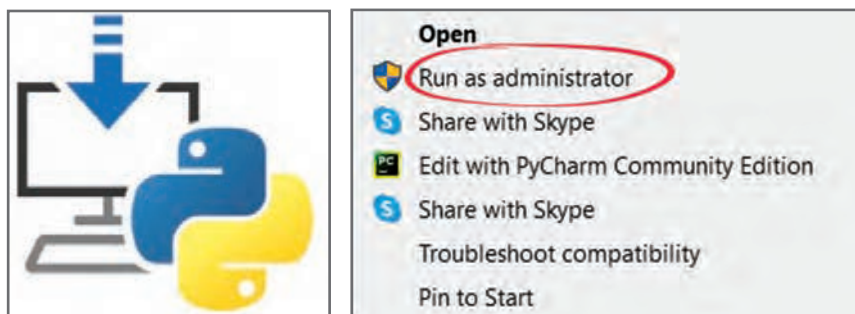 Open
Run as administrator
Share with Skype
Edit with PyCharm Community Edition
Share with Skype
Troubleshoot compatibility
Pin to Start